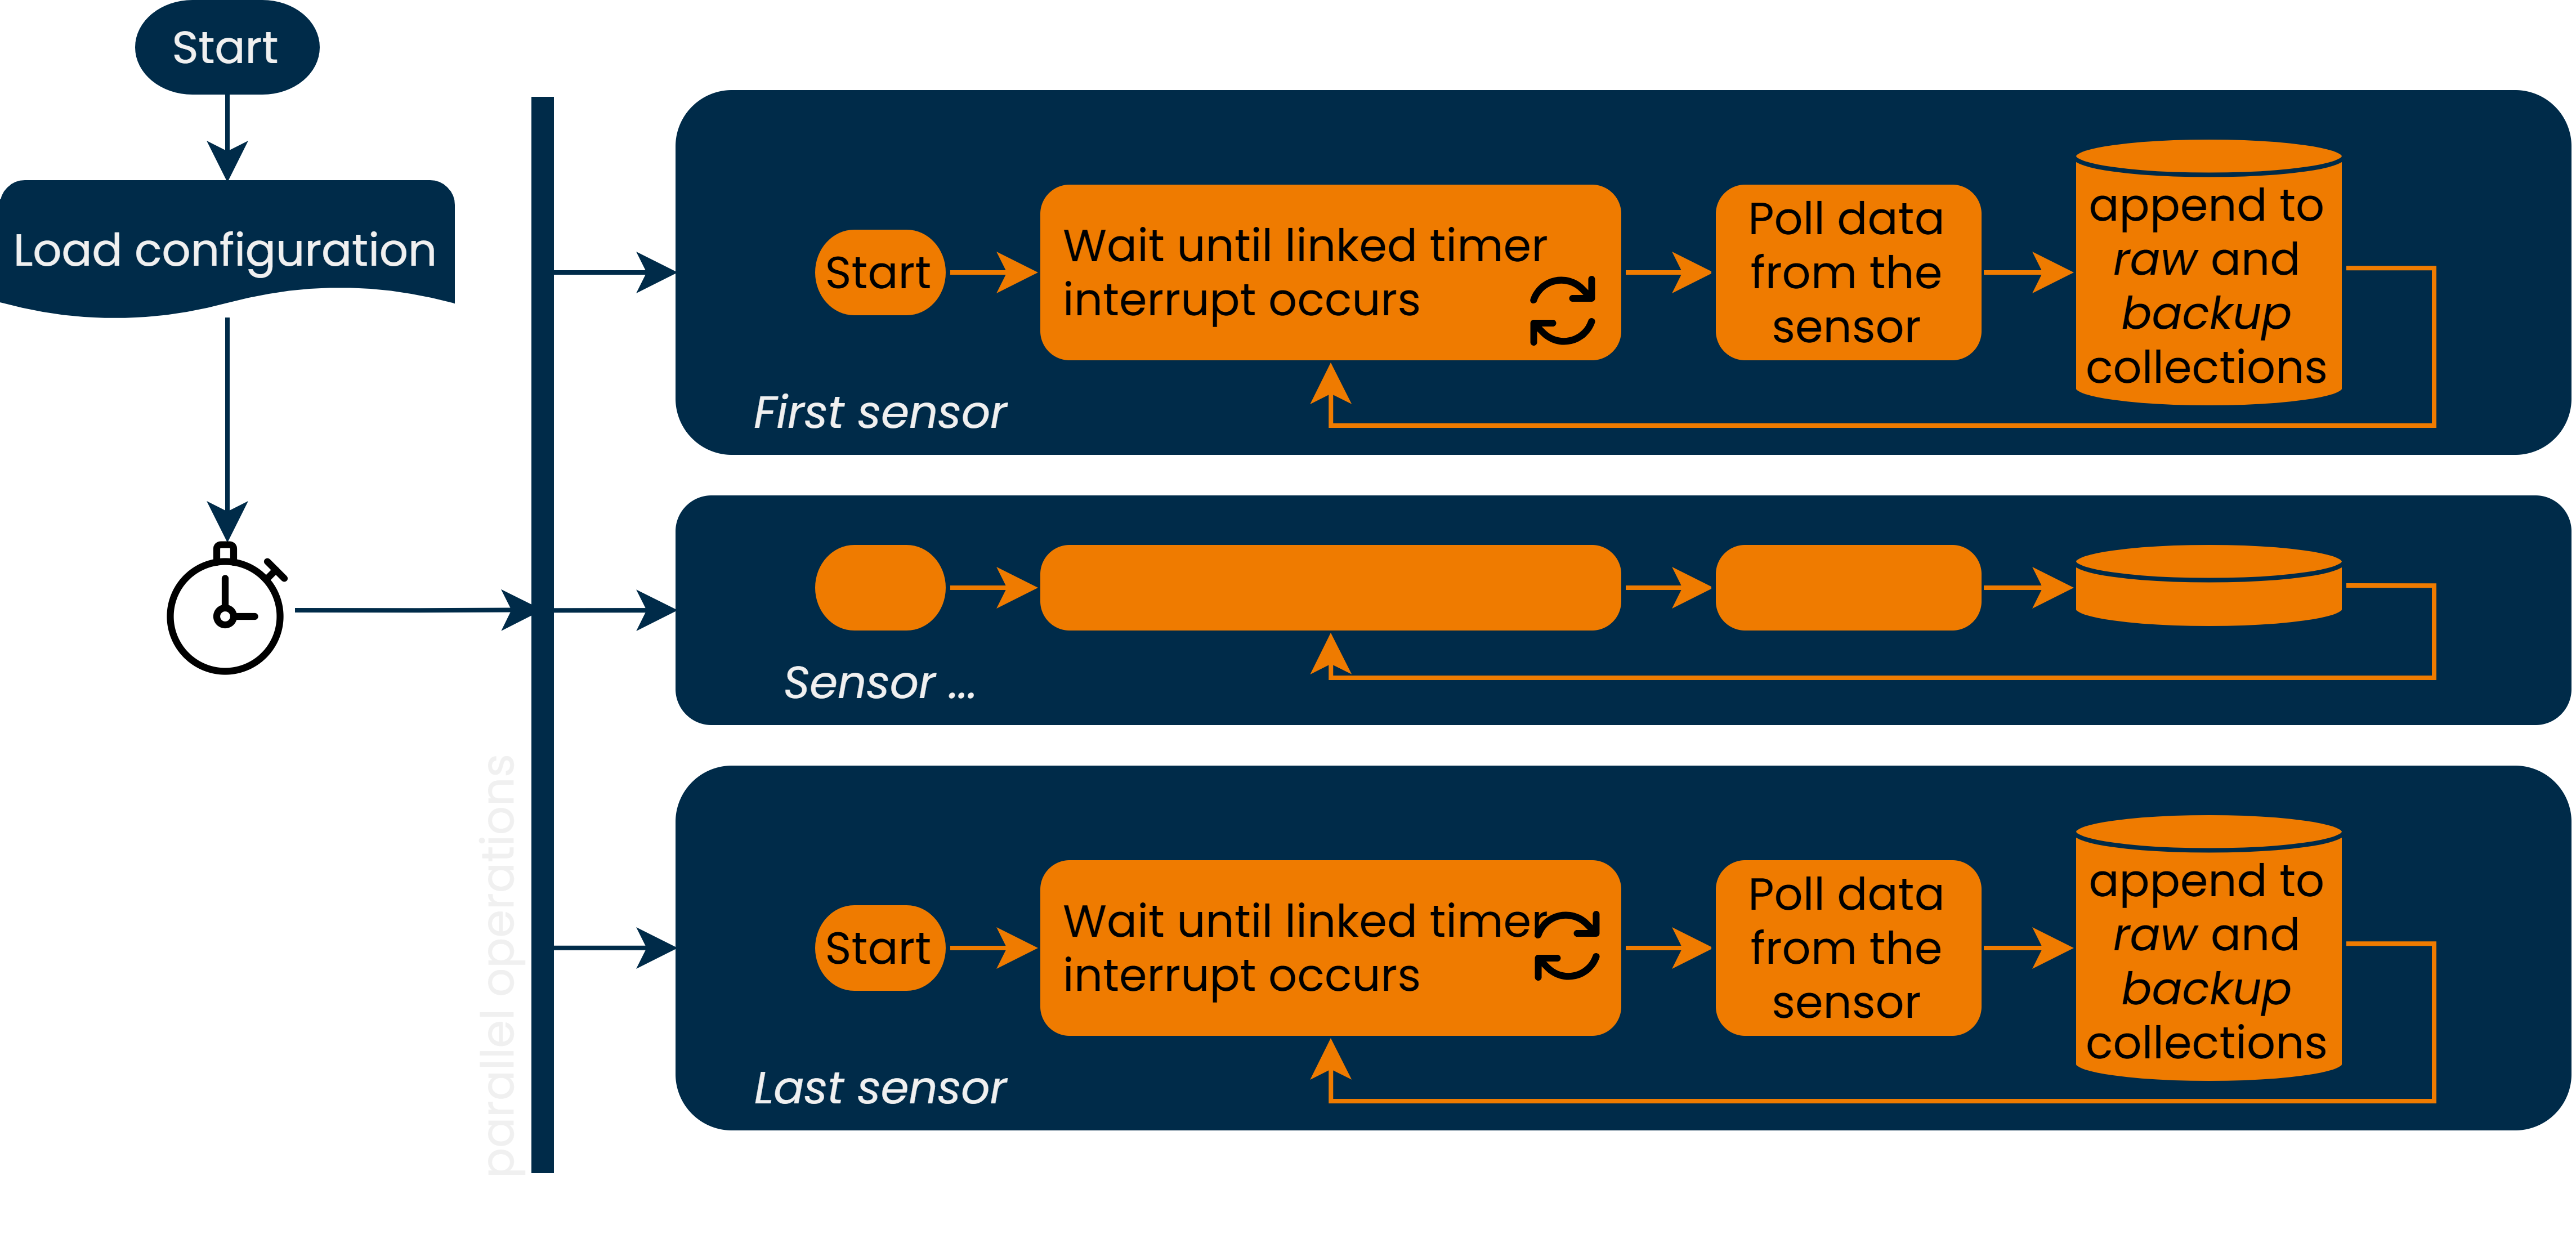 Start
Load configuration
parallel operations
Start
Wait until linked timer
interrupt occurs
Poll data
from the
sensor
append to
raw and
backup
collections
First sensor
Sensor ...
Start
Wait until linked timer
interrupt occurs
Poll data
from the
sensor
append to
raw and
backup
collections
Last sensor